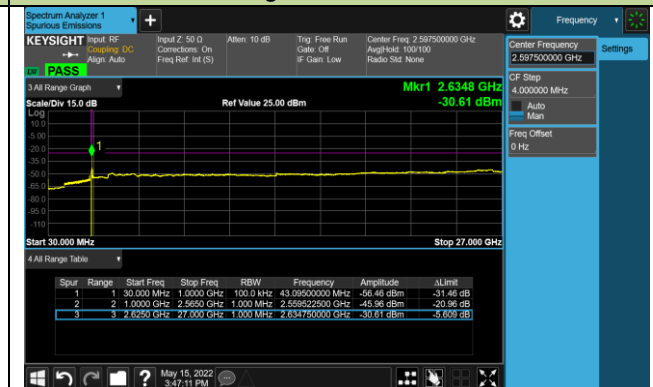 Spectrum Analyzer 1
Spurious Emissions
Frequency
KEYSIGHT Input: RF Input Z: 50 Ω Atten: 10 dB Trig: Free Run Center Freq: 2.597500000 GHz
Coupling: DC Corrections: On Gate: Off Avg|Hold: 100/100
Align: Auto Freq Ref: Int (S) IF Gain: Low Radio Std: None
PASS
Center Frequency
2.597500000 GHz
Settings
CF Step
4.000000 MHz
Auto
Man
Freq Offset
0 Hz
3 All Range Graph
Mkr1 2.6348 GHz
Scale/Div 15.0 dB Ref Value 25.00 dBm -30.61 dBm
Log
10.0
-5.00
-20.0
-35.0
-50.0
-65.0
-80.0
-95.0
-110
1
Start 30.000 MHz Stop 27.000 GHz
4 All Range Table
Spur Range Start Freq Stop Freq RBW Frequency Amplitude ΔLimit
1 1 30.000 MHz 1.0000 GHz 100.0 kHz 43.09500000 MHz -56.46 dBm -31.46 dB
2 2 1.0000 GHz 2.5650 GHz 1.000 MHz 2.559522500 GHz -45.96 dBm -20.96 dB
3 3 2.6250 GHz 27.000 GHz 1.000 MHz 2.634750000 GHz -30.61 dBm -5.609 dB
?
May 15, 2022
3:47:11 PM